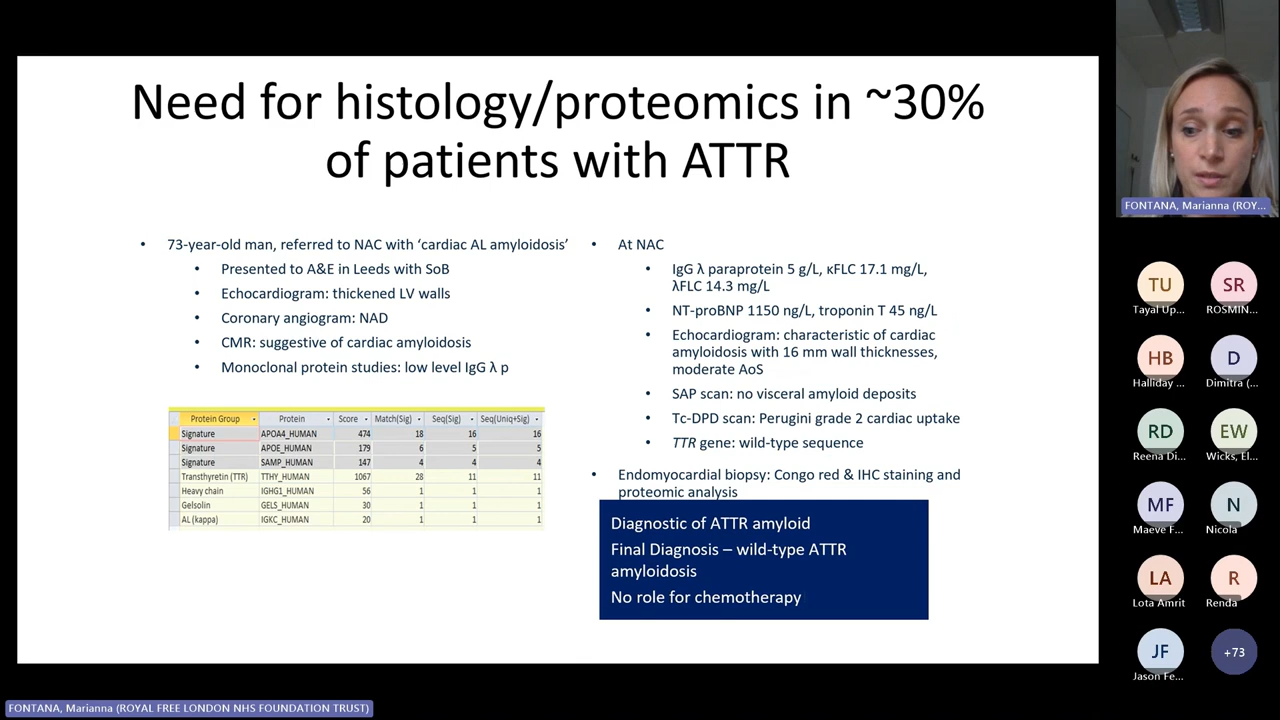 Need for histology/proteomics in ~30%
of patients with ATTR
• 73-year-old man, referred to NAC with ‘cardiac AL amyloidosis’
• Presented to A&E in Leeds with SoB
• Echocardiogram: thickened LV walls
• Coronary angiogram: NAD
• CMR: suggestive of cardiac amyloidosis
• Monoclonal protein studies: low level IgG λ p
Protein Group Protein Score Match(Sig) Seq(Sig) Seq(Uniq+Sig)
Signature APOA4_HUMAN 474 18 16 16
Signature APOE_HUMAN 179 6 5 5
Signature SAMP_HUMAN 147 4 4 4
Transthyretin (TTR) TTHY_HUMAN 1067 28 11 11
Heavy chain IGHG1_HUMAN 56 1 1 1
Gelsolin GELS_HUMAN 30 1 1 1
AL (kappa) IGKC_HUMAN 20 1 1 1
• At NAC
• IgG λ paraprotein 5 g/L, κFLC 17.1 mg/L,
λFLC 14.3 mg/L
• NT-proBNP 1150 ng/L, troponin T 45 ng/L
• Echocardiogram: characteristic of cardiac
amyloidosis with 16 mm wall thicknesses,
moderate AoS
• SAP scan: no visceral amyloid deposits
• Tc-DPD scan: Perugini grade 2 cardiac uptake
• TTR gene: wild-type sequence
• Endomyocardial biopsy: Congo red & IHC staining and
proteomic analysis
Diagnostic of ATTR amyloid
Final Diagnosis – wild-type ATTR
amyloidosis
No role for chemotherapy
FONTANA, Marianna (ROY...
TU SR
Tayal Up... ROSMIN...
HB D
Halliday ... Dimitra (...
RD EW
Reena Di... Wicks, El...
MF N
Maeve F... Nicola
LA R
Lota Amrit Renda
JF +73
Jason Fe...
FONTANA, Marianna (ROYAL FREE LONDON NHS FOUNDATION TRUST)